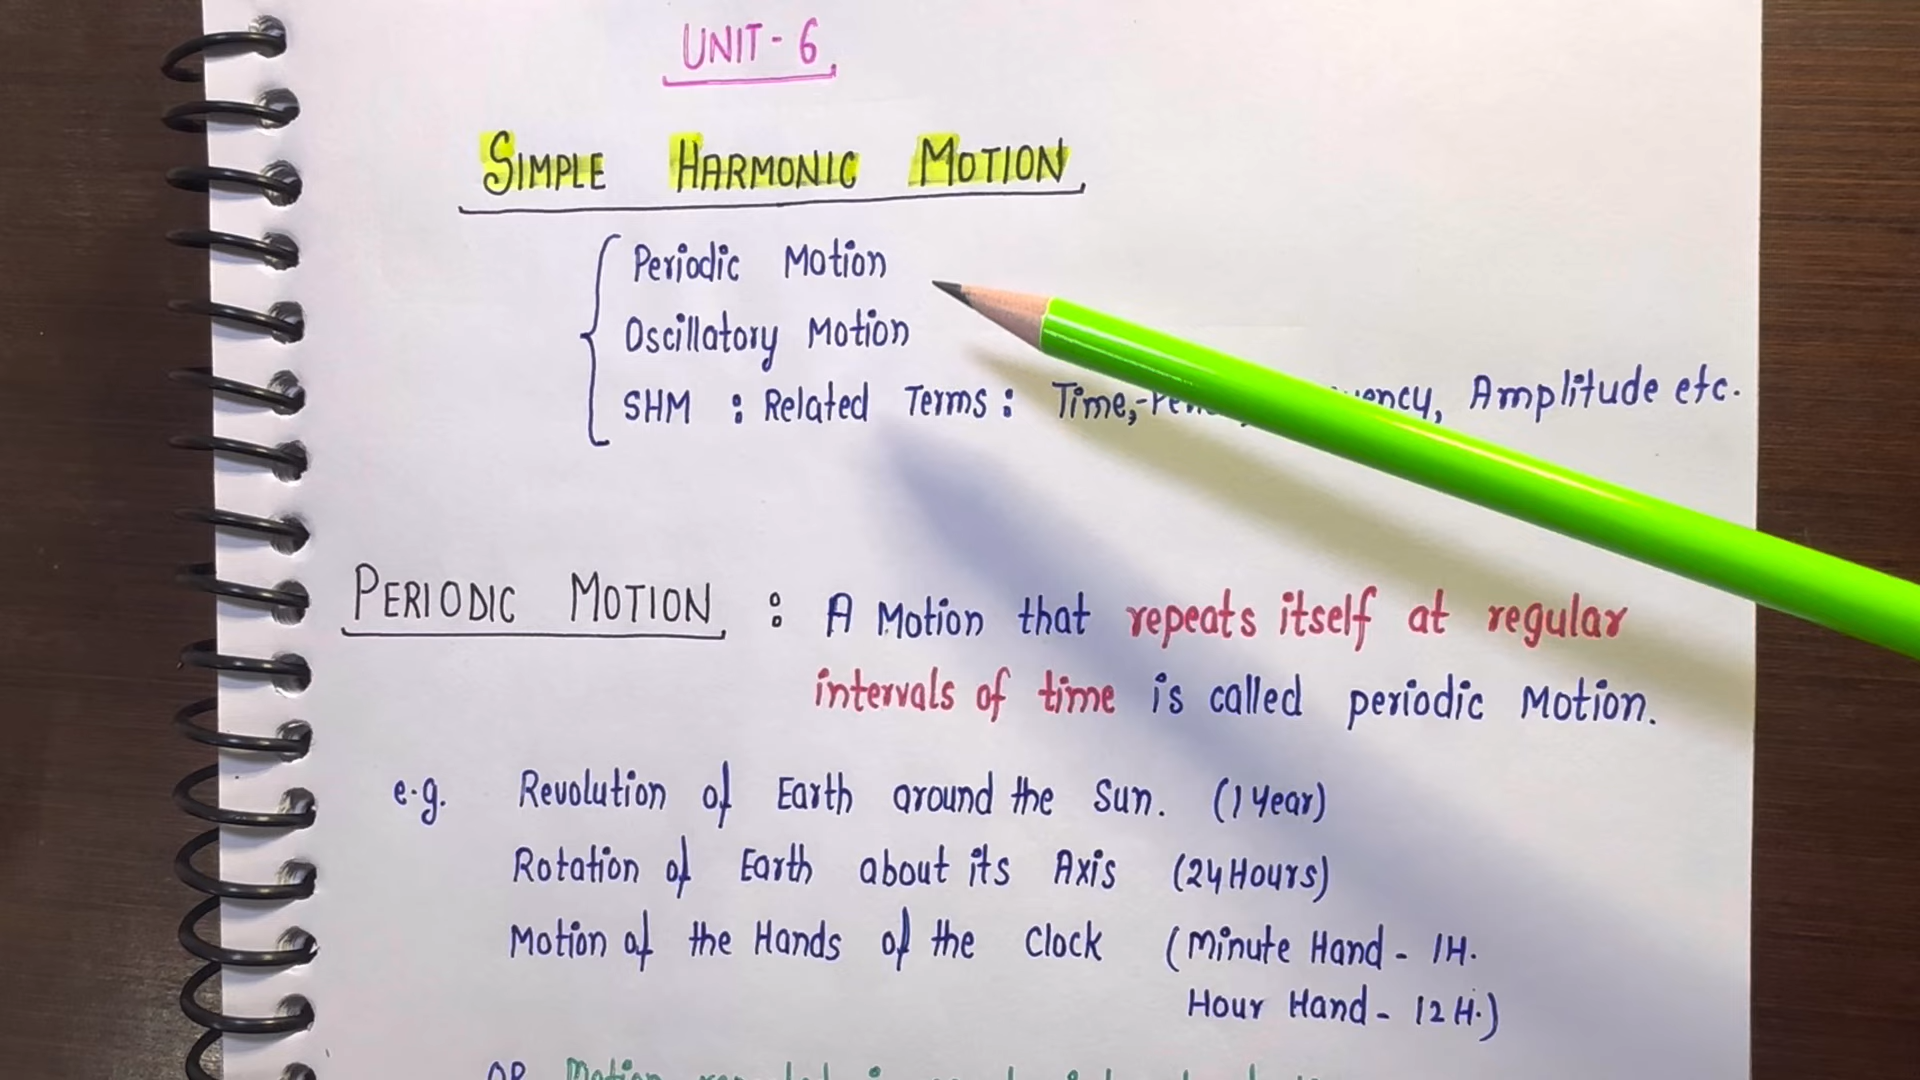 UNIT - 6
SIMPLE HARMONIC MOTION
Periodic Motion
Oscillatory Motion
SHM : Related Terms : Time, Amplitude etc.
PERIODIC MOTION : A Motion that repeats itself at regular
intervals of time is called periodic Motion.
e.g. Revolution of Earth around the Sun. (1 Year)
Rotation of Earth about its Axis (24 Hours)
Motion of the Hands of the Clock (Minute Hand - 1H.
Hour Hand - 12 H.)
OR Motion